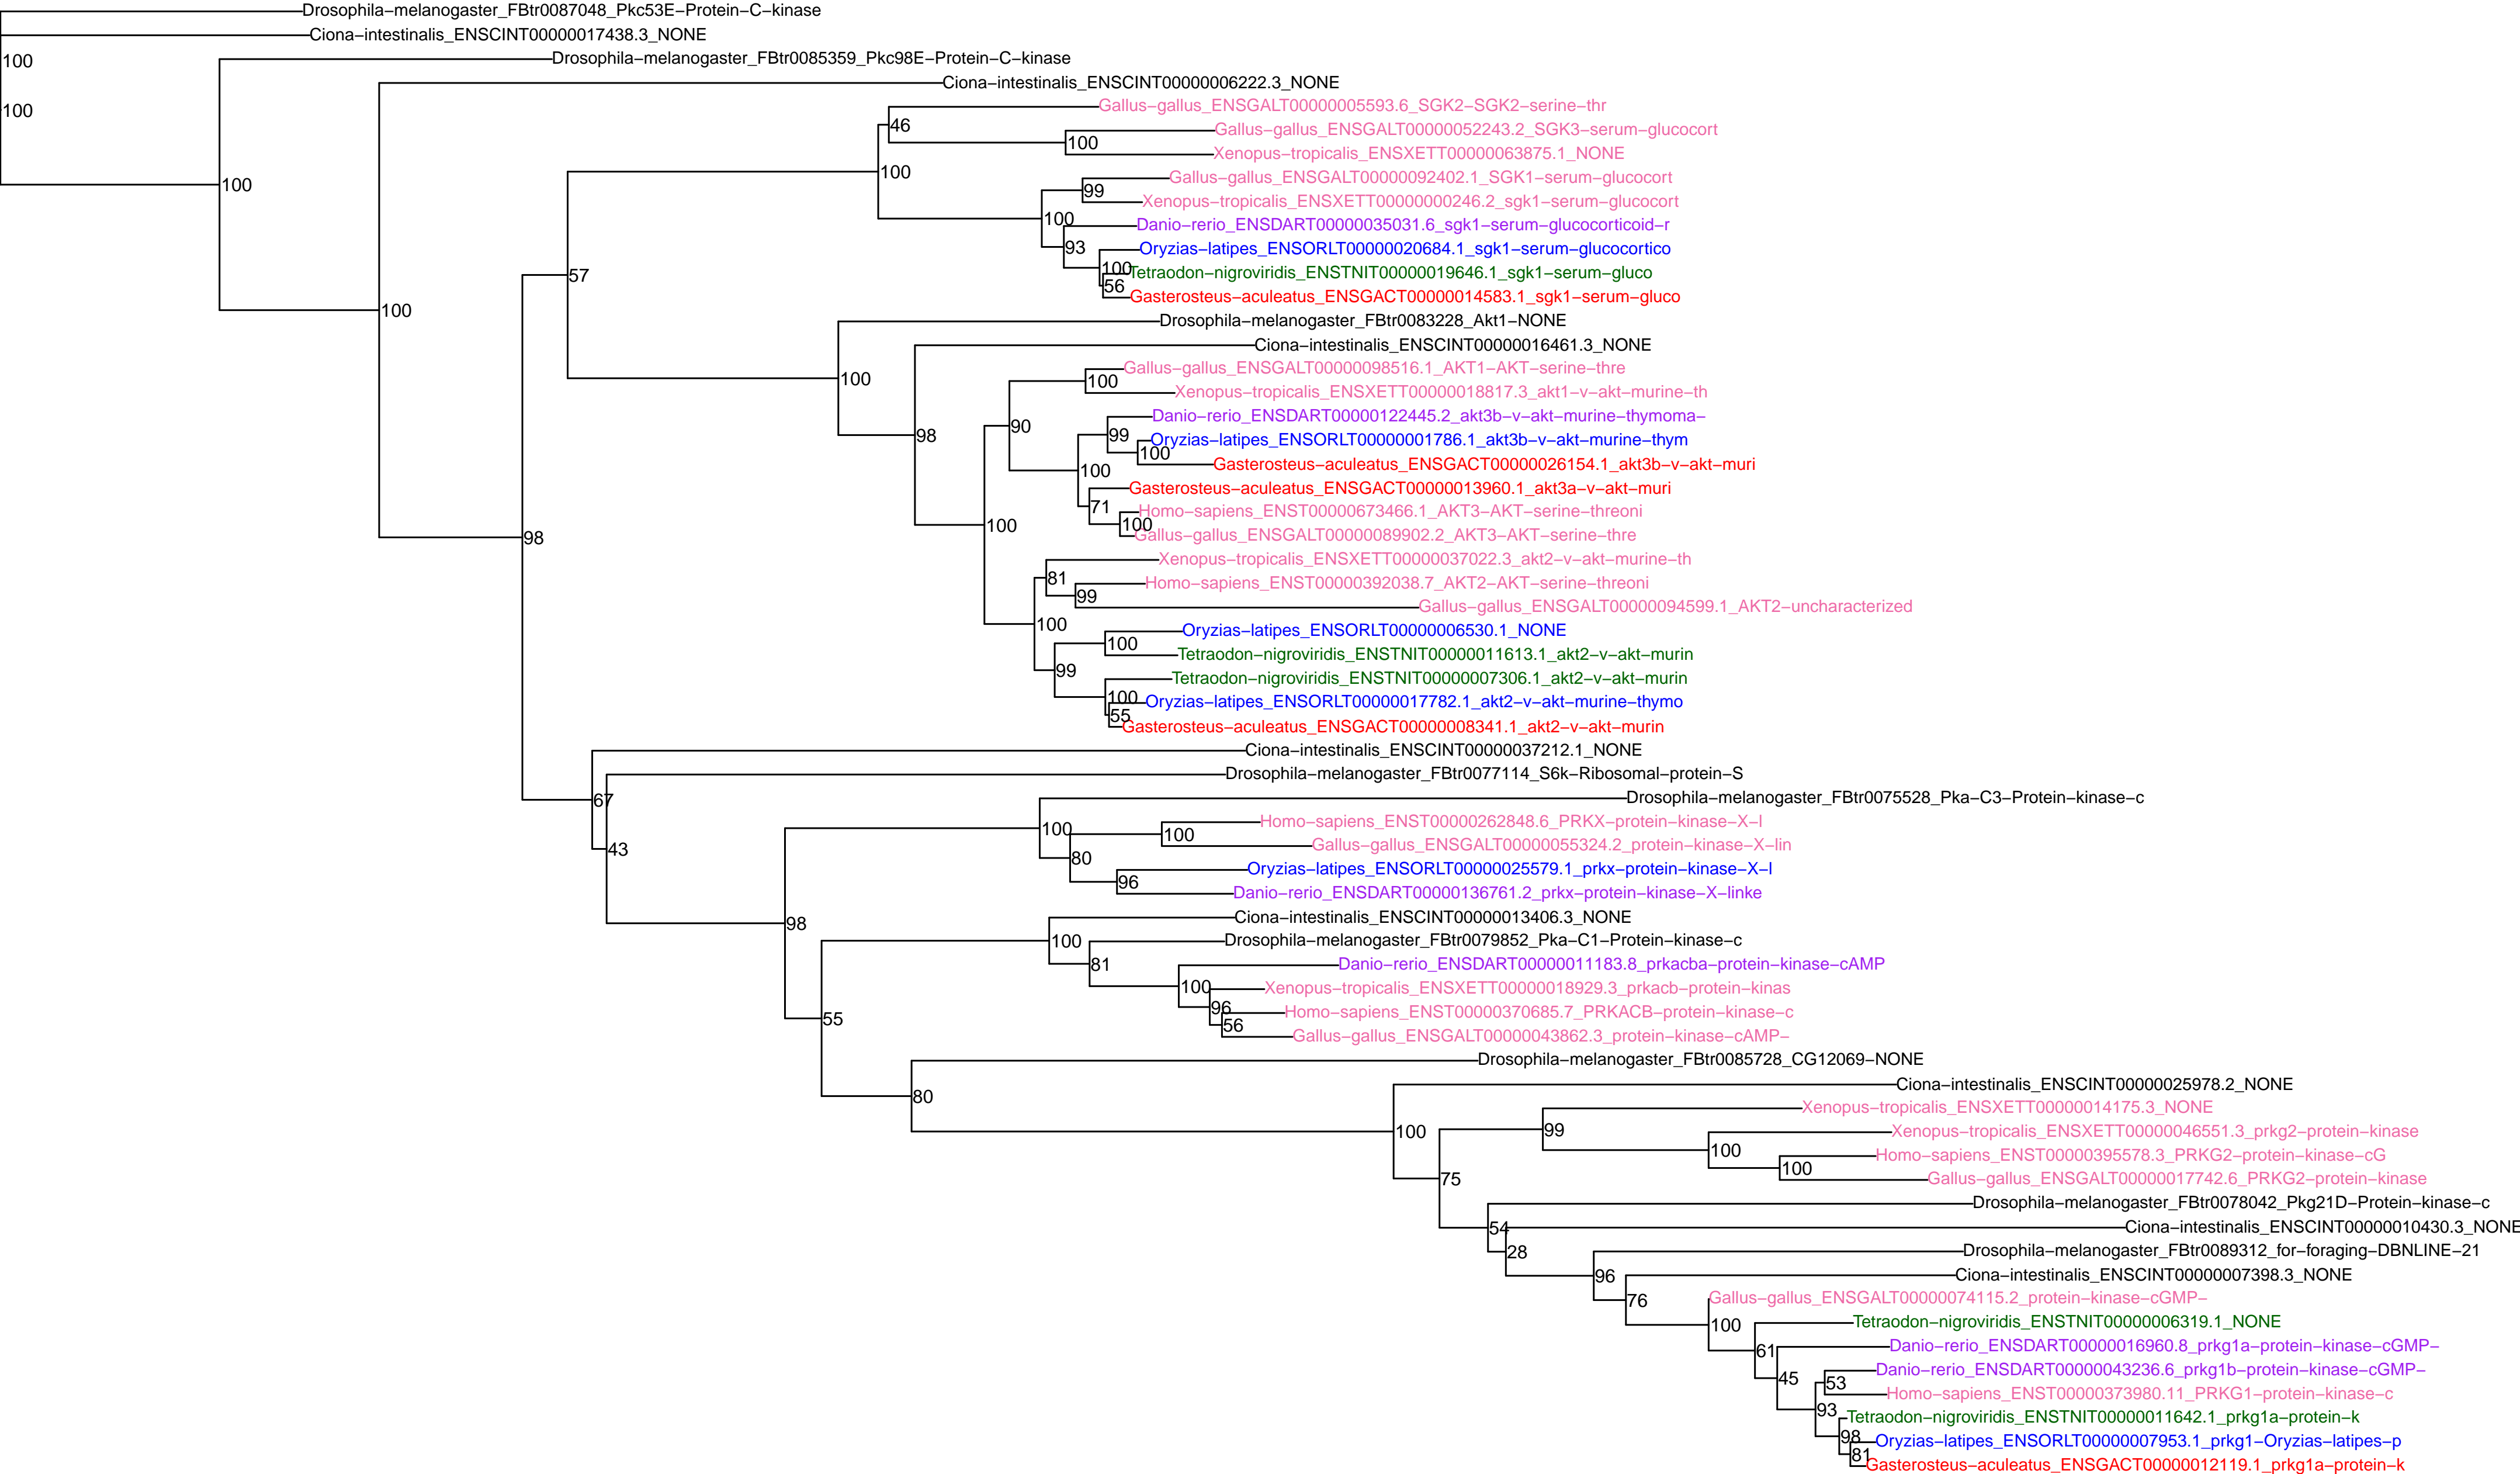 Drosophila−melanogaster_FBtr0087048_Pkc53E−Protein−C−kinase
Ciona−intestinalis_ENSCINT00000017438.3_NONE
100
Drosophila−melanogaster_FBtr0085359_Pkc98E−Protein−C−kinase
Ciona−intestinalis_ENSCINT00000006222.3_NONE
100
Gallus−gallus_ENSGALT00000005593.6_SGK2−SGK2−serine−thr
46
Gallus−gallus_ENSGALT00000052243.2_SGK3−serum−glucocort
100
Xenopus−tropicalis_ENSXETT00000063875.1_NONE
100
Gallus−gallus_ENSGALT00000092402.1_SGK1−serum−glucocort
100
99
Xenopus−tropicalis_ENSXETT00000000246.2_sgk1−serum−glucocort
100
Danio−rerio_ENSDART00000035031.6_sgk1−serum−glucocorticoid−r
93
Oryzias−latipes_ENSORLT00000020684.1_sgk1−serum−glucocortico
100
Tetraodon−nigroviridis_ENSTNIT00000019646.1_sgk1−serum−gluco
57
56
Gasterosteus−aculeatus_ENSGACT00000014583.1_sgk1−serum−gluco
100
Drosophila−melanogaster_FBtr0083228_Akt1−NONE
Ciona−intestinalis_ENSCINT00000016461.3_NONE
Gallus−gallus_ENSGALT00000098516.1_AKT1−AKT−serine−thre
100
100
Xenopus−tropicalis_ENSXETT00000018817.3_akt1−v−akt−murine−th
Danio−rerio_ENSDART00000122445.2_akt3b−v−akt−murine−thymoma−
90
98
99
Oryzias−latipes_ENSORLT00000001786.1_akt3b−v−akt−murine−thym
100
Gasterosteus−aculeatus_ENSGACT00000026154.1_akt3b−v−akt−muri
100
Gasterosteus−aculeatus_ENSGACT00000013960.1_akt3a−v−akt−muri
71
Homo−sapiens_ENST00000673466.1_AKT3−AKT−serine−threoni
100
100
Gallus−gallus_ENSGALT00000089902.2_AKT3−AKT−serine−thre
98
Xenopus−tropicalis_ENSXETT00000037022.3_akt2−v−akt−murine−th
81
Homo−sapiens_ENST00000392038.7_AKT2−AKT−serine−threoni
99
Gallus−gallus_ENSGALT00000094599.1_AKT2−uncharacterized
100
Oryzias−latipes_ENSORLT00000006530.1_NONE
100
Tetraodon−nigroviridis_ENSTNIT00000011613.1_akt2−v−akt−murin
99
Tetraodon−nigroviridis_ENSTNIT00000007306.1_akt2−v−akt−murin
100
Oryzias−latipes_ENSORLT00000017782.1_akt2−v−akt−murine−thymo
55
Gasterosteus−aculeatus_ENSGACT00000008341.1_akt2−v−akt−murin
Ciona−intestinalis_ENSCINT00000037212.1_NONE
Drosophila−melanogaster_FBtr0077114_S6k−Ribosomal−protein−S
67
Drosophila−melanogaster_FBtr0075528_Pka−C3−Protein−kinase−c
Homo−sapiens_ENST00000262848.6_PRKX−protein−kinase−X−l
100
100
Gallus−gallus_ENSGALT00000055324.2_protein−kinase−X−lin
43
80
Oryzias−latipes_ENSORLT00000025579.1_prkx−protein−kinase−X−l
96
Danio−rerio_ENSDART00000136761.2_prkx−protein−kinase−X−linke
98
Ciona−intestinalis_ENSCINT00000013406.3_NONE
100
Drosophila−melanogaster_FBtr0079852_Pka−C1−Protein−kinase−c
81
Danio−rerio_ENSDART00000011183.8_prkacba−protein−kinase−cAMP
100
Xenopus−tropicalis_ENSXETT00000018929.3_prkacb−protein−kinas
96
Homo−sapiens_ENST00000370685.7_PRKACB−protein−kinase−c
55
56
Gallus−gallus_ENSGALT00000043862.3_protein−kinase−cAMP−
Drosophila−melanogaster_FBtr0085728_CG12069−NONE
80
Ciona−intestinalis_ENSCINT00000025978.2_NONE
Xenopus−tropicalis_ENSXETT00000014175.3_NONE
100
99
Xenopus−tropicalis_ENSXETT00000046551.3_prkg2−protein−kinase
100
Homo−sapiens_ENST00000395578.3_PRKG2−protein−kinase−cG
100
75
Gallus−gallus_ENSGALT00000017742.6_PRKG2−protein−kinase
Drosophila−melanogaster_FBtr0078042_Pkg21D−Protein−kinase−c
54
Ciona−intestinalis_ENSCINT00000010430.3_NONE
28
Drosophila−melanogaster_FBtr0089312_for−foraging−DBNLINE−21
96
Ciona−intestinalis_ENSCINT00000007398.3_NONE
76
Gallus−gallus_ENSGALT00000074115.2_protein−kinase−cGMP−
100
Tetraodon−nigroviridis_ENSTNIT00000006319.1_NONE
61
Danio−rerio_ENSDART00000016960.8_prkg1a−protein−kinase−cGMP−
45
Danio−rerio_ENSDART00000043236.6_prkg1b−protein−kinase−cGMP−
53
Homo−sapiens_ENST00000373980.11_PRKG1−protein−kinase−c
93
Tetraodon−nigroviridis_ENSTNIT00000011642.1_prkg1a−protein−k
98
Oryzias−latipes_ENSORLT00000007953.1_prkg1−Oryzias−latipes−p
81
Gasterosteus−aculeatus_ENSGACT00000012119.1_prkg1a−protein−k